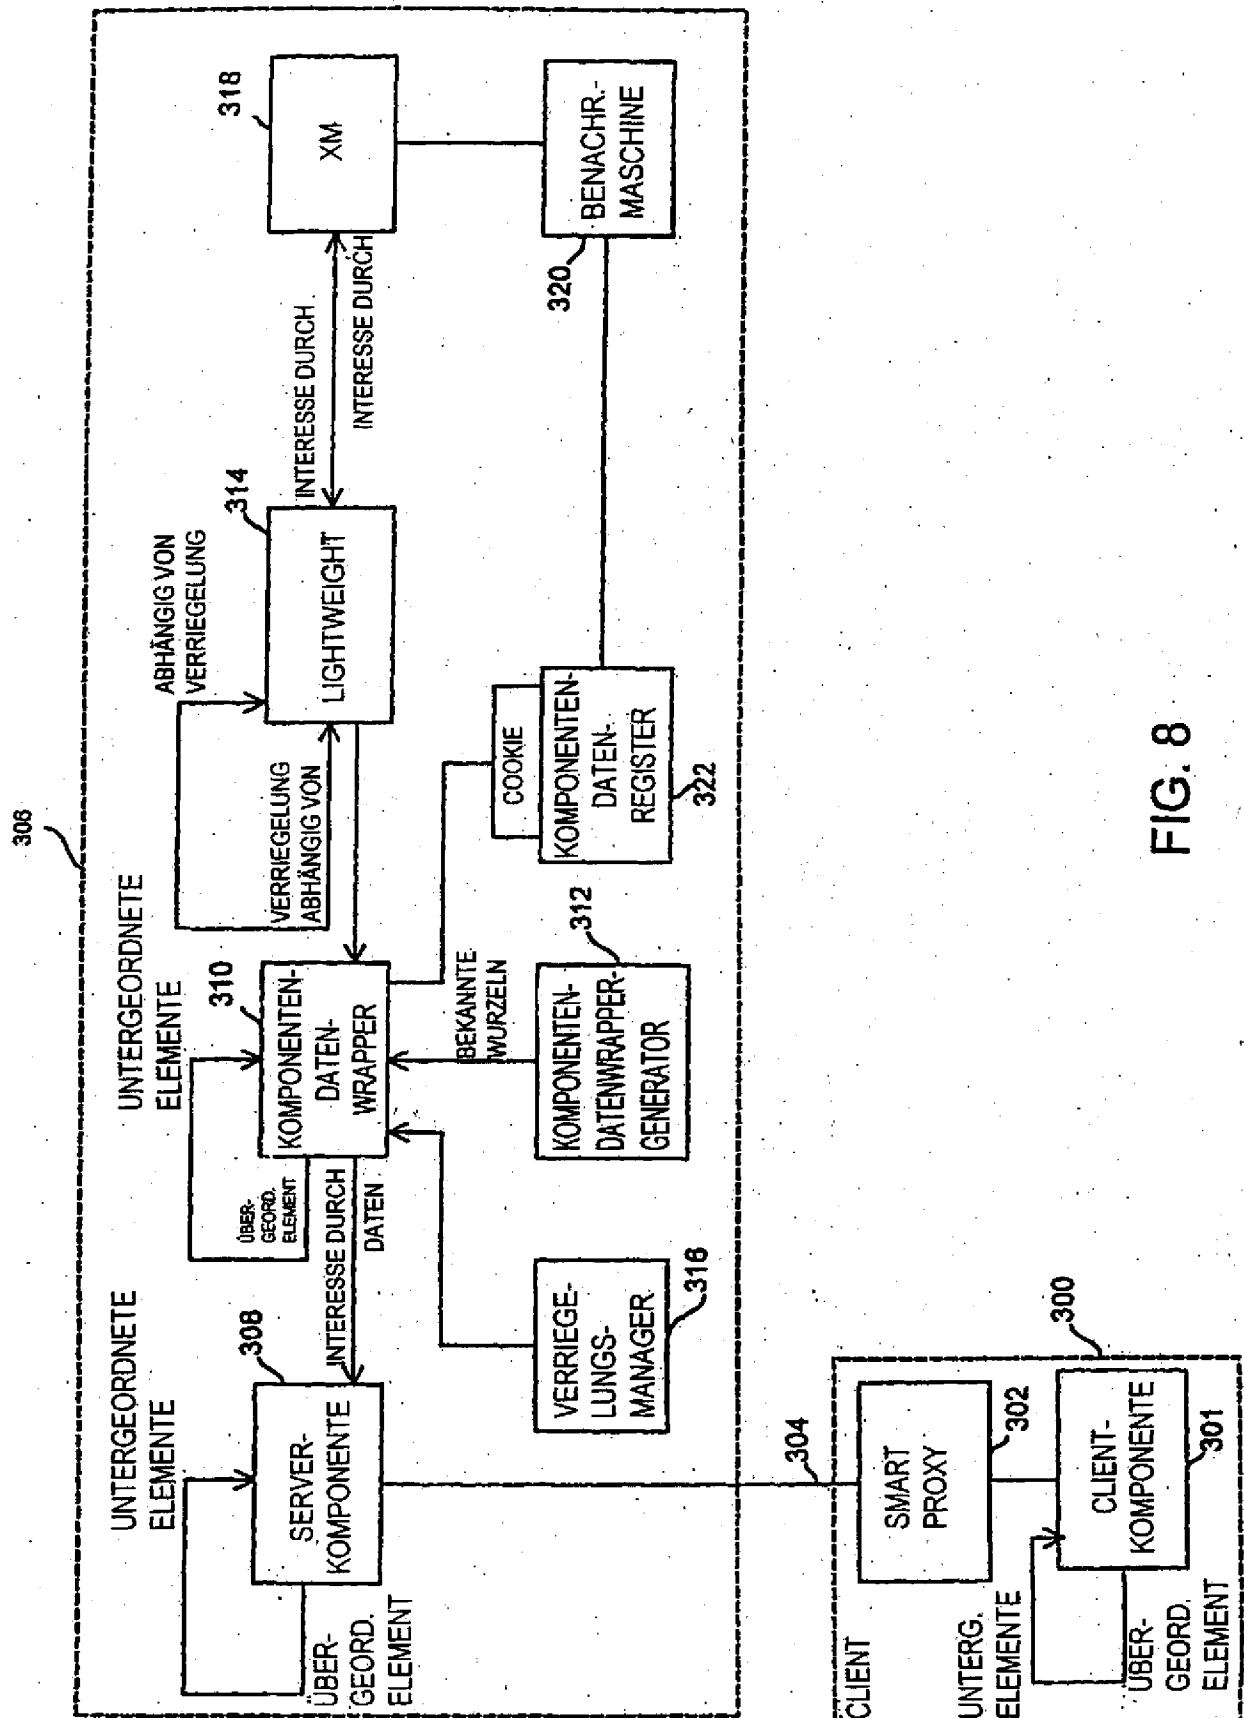 306
UNTERGEORDNETE
ELEMENTE
UNTERGEORDNETE
ELEMENTE
ABHÄNGIG VON
VERRIEGELUNG
308
310
314
318
SERVER-
KOMPONENTE
ÜBER-
GEORD.
ELEMENT
ÜBER-
GEORD.
ELEMENT
INTERESSE DURCH
DATEN
KOMPONENTEN-
DATEN-
WRAPPER
VERRIEGELUNG
ABHÄNGIG VON
LIGHTWEIGHT
INTERESSE DURCH
INTERESSE DURCH
XM
BEKANNTE
WURZELN
VERRIEGE-
LUNGS-
MANAGER
316
KOMPONENTEN-
DATENWRAPPER-
GENERATOR
312
COOKIE
KOMPONENTEN-
DATEN-
REGISTER
322
BENACHR.-
MASCHINE
320
304
CLIENT
SMART
PROXY
302
300
UNTERG.
ELEMENTE
CLIENT-
KOMPONENTE
301
ÜBER-
GEORD.
ELEMENT
FIG. 8